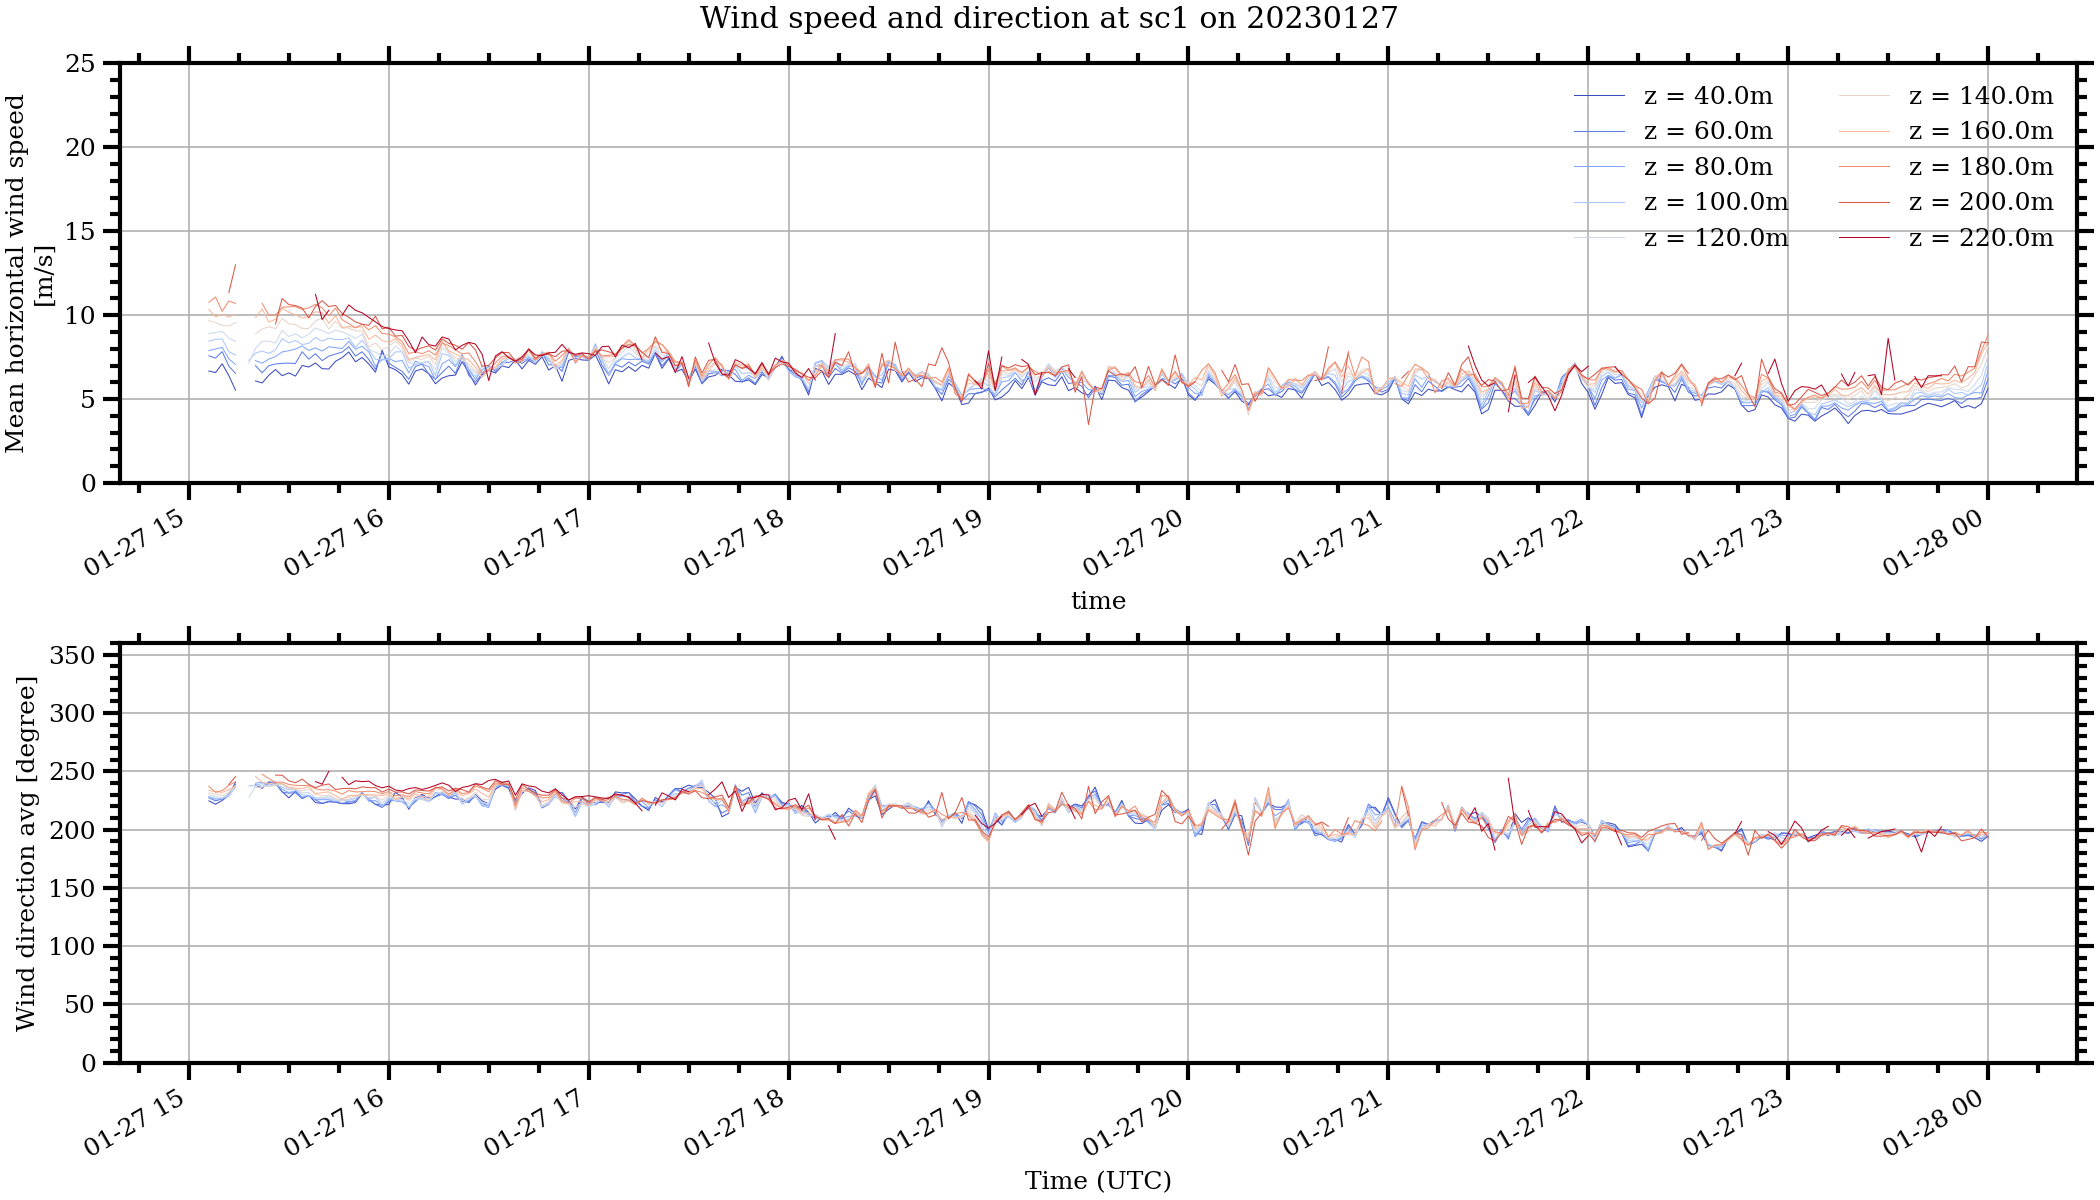 Wind speed and direction at sc1 on 20230127
Mean horizontal wind speed
[m/s]
25
20
15
10
5
0
z = 40.0m
z = 60.0m
z = 80.0m
z = 100.0m
z = 120.0m
z = 140.0m
z = 160.0m
z = 180.0m
z = 200.0m
z = 220.0m
01-27 15
01-27 16
01-27 17
01-27 18
01-27 19
01-27 20
01-27 21
01-27 22
01-27 23
01-28 00
time
Wind direction avg [degree]
350
300
250
200
150
100
50
0
01-27 15
01-27 16
01-27 17
01-27 18
01-27 19
01-27 20
01-27 21
01-27 22
01-27 23
01-28 00
Time (UTC)